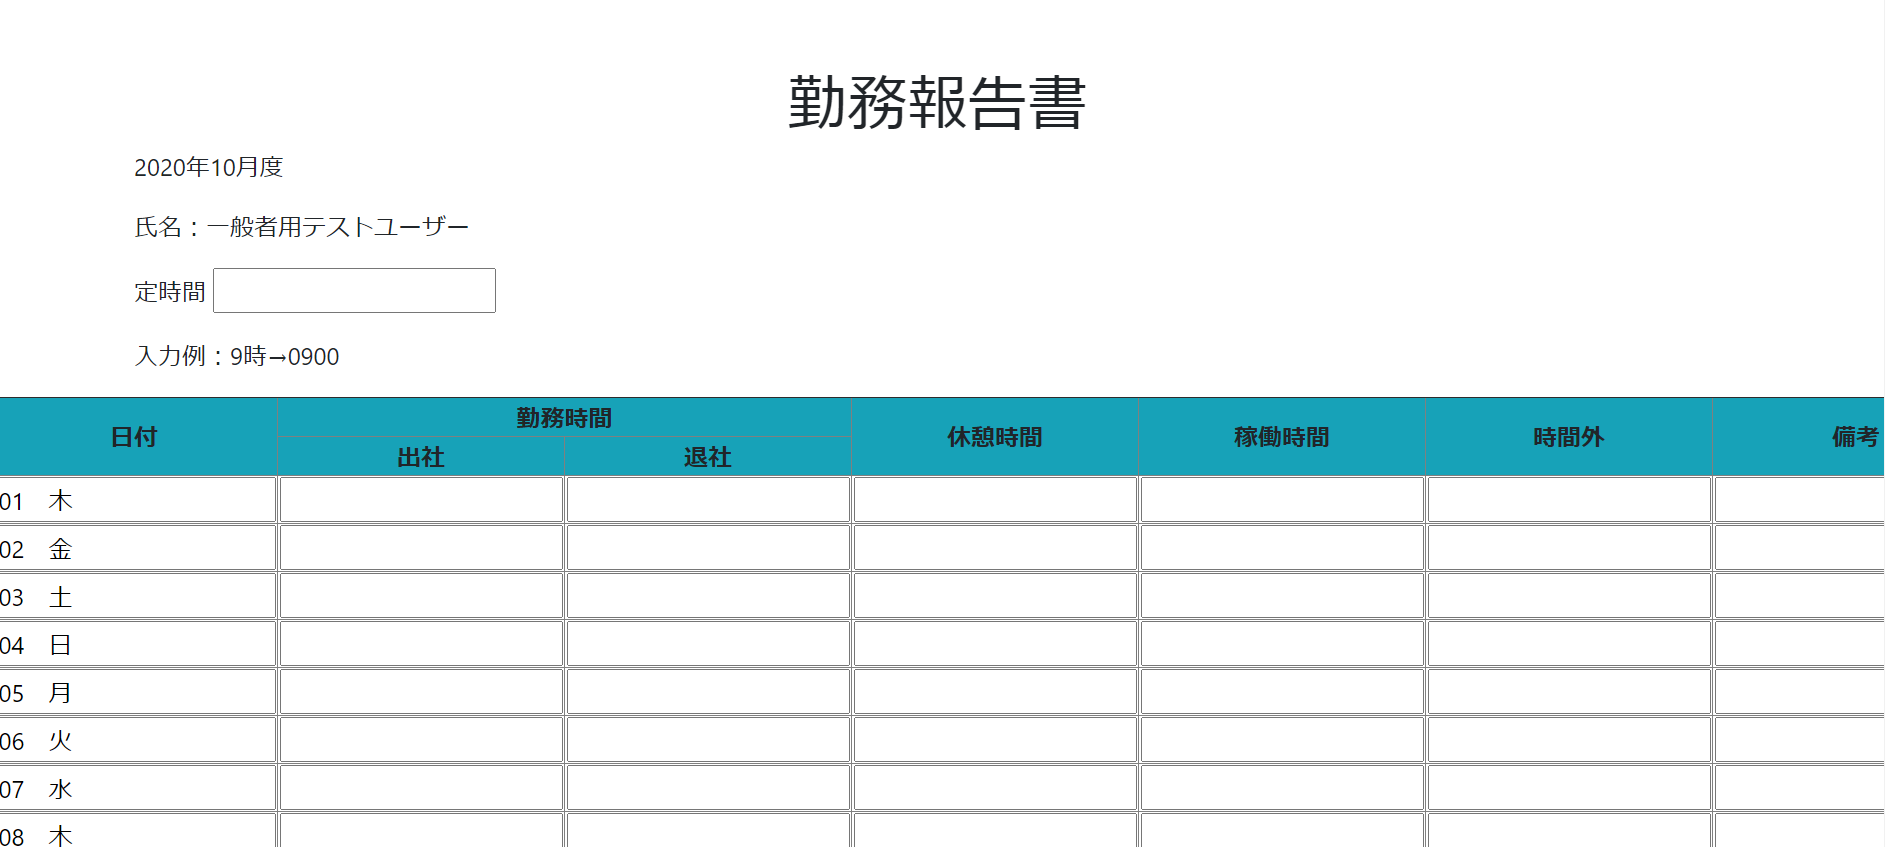 勤務報告書
2020年10月度
氏名：一般者用テストユーザー
定時間
入力例：9時→0900
日付 勤務時間 休憩時間 稼働時間 時間外 備考
出社 退社
01 木
02 金
03 土
04 日
05 月
06 火
07 水
08 木